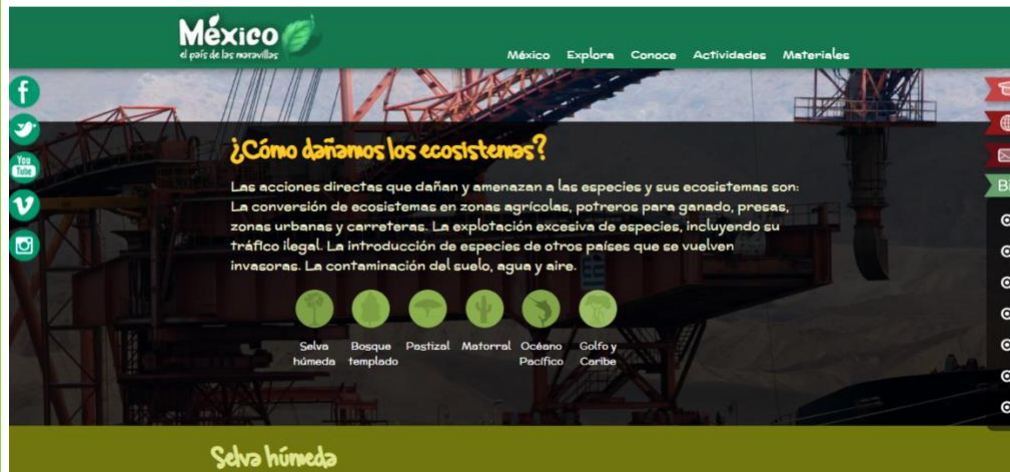 México
el país de las maravillas
México Explora Conoce Actividades Materiales
You
Tube
¿Cómo dañamos los ecosistemas?
Las acciones directas que dañan y amenazan a las especies y sus ecosistemas son:
La conversión de ecosistemas en zonas agrícolas, potreros para ganado, presas,
zonas urbanas y carreteras. La explotación excesiva de especies, incluyendo su
tráfico ilegal. La introducción de especies de otros países que se vuelven
invasoras. La contaminación del suelo, agua y aire.
Selva húmeda
Bosque templado
Pastizal
Matorral
Océano Pacífico
Golfo y Caribe
Selva húmeda